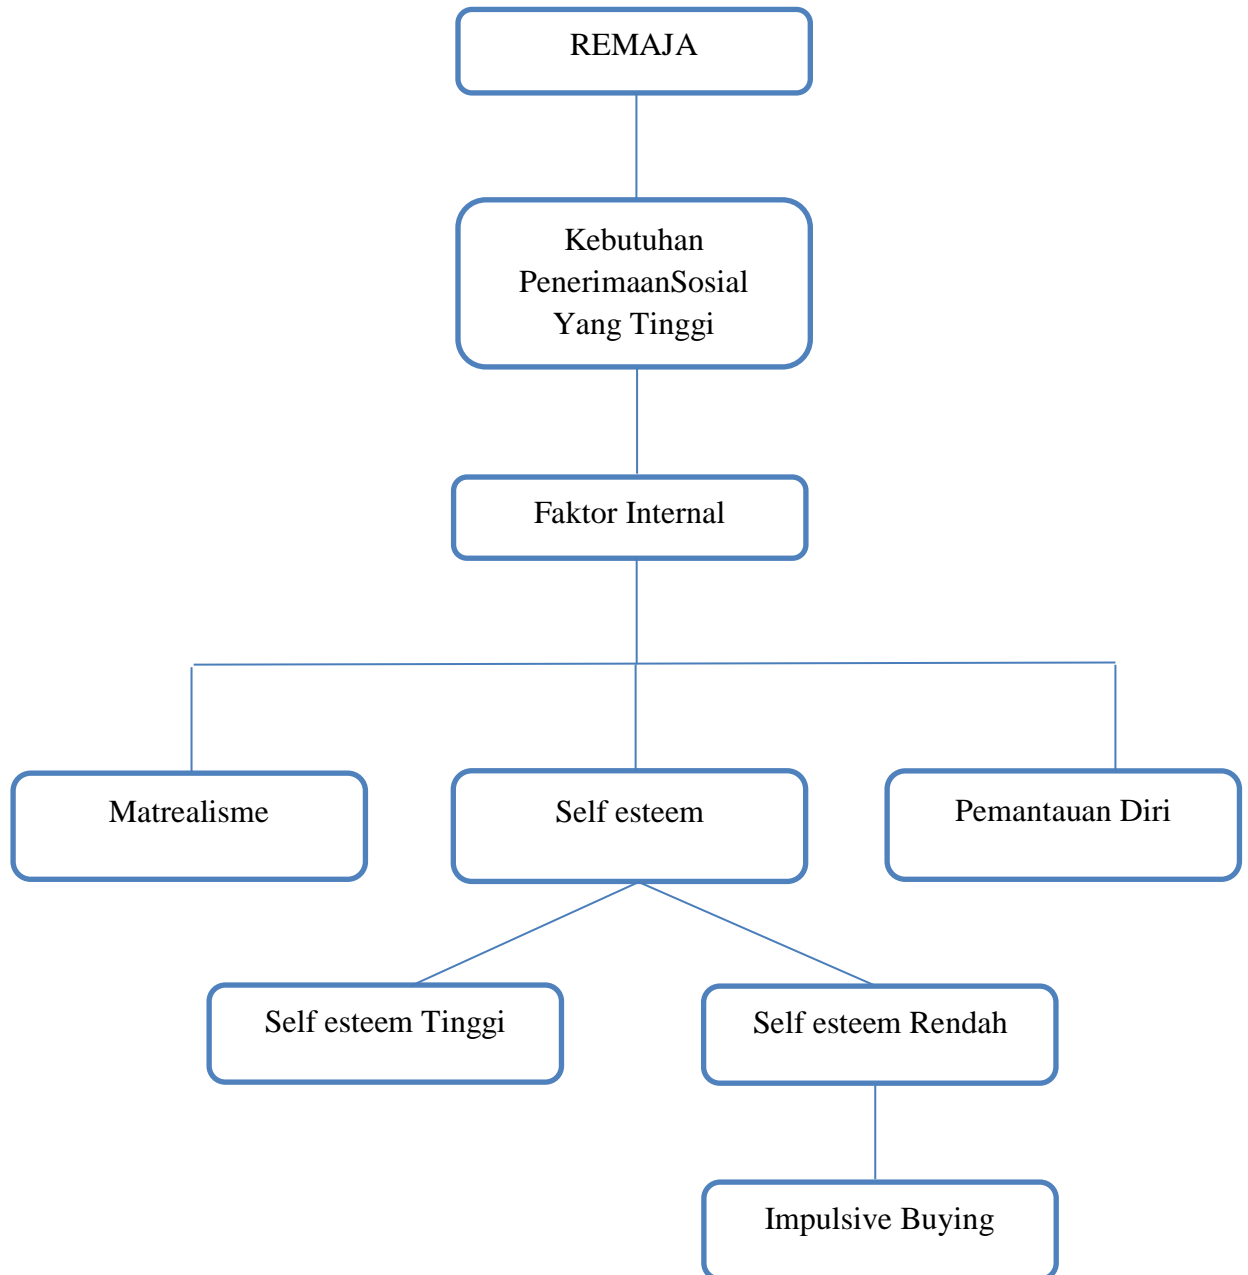 REMAJA
Kebutuhan
PenerimaanSosial
Yang Tinggi
Faktor Internal
Matrealisme
Self esteem
Pemantauan Diri
Self esteem Tinggi
Self esteem Rendah
Impulsive Buying